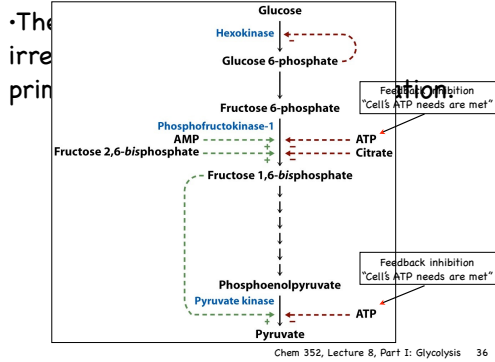 •The
irre
prin
ation.
Glucose
Hexokinase
–
Glucose 6-phosphate
Feedback inhibition
“Cell’s ATP needs are met”
Fructose 6-phosphate
Phosphofructokinase-1
AMP
ATP
+
–
Fructose 2,6-bisphosphate
Citrate
+
–
Fructose 1,6-bisphosphate
Feedback inhibition
“Cell’s ATP needs are met”
Phosphoenolpyruvate
Pyruvate kinase
ATP
+
–
Pyruvate
Chem 352, Lecture 8, Part I: Glycolysis 36